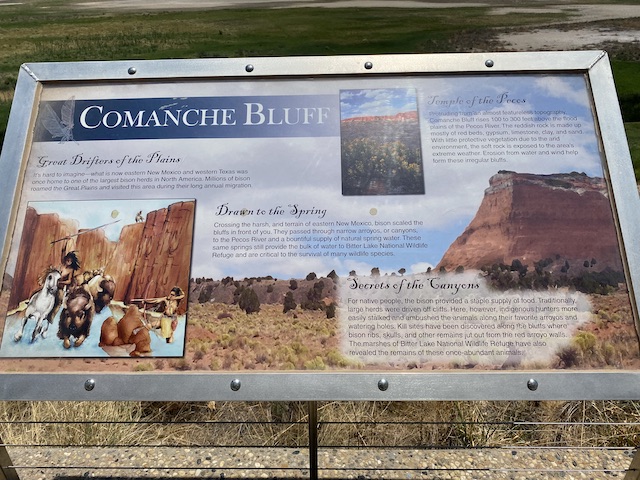 COMANCHE BLUFF
Great Drifters of the Plains
It's hard to imagine—what is now eastern New Mexico and western Texas was
once home to one of the largest bison herds in North America. Millions of bison
roamed the Great Plains and visited this area during their long annual migration.
Drawn to the Spring
Crossing the harsh, arid terrain of eastern New Mexico, bison scaled the
bluffs in front of you. They passed through narrow arroyos, or canyons,
to the Pecos River and a bountiful supply of natural spring water. These
same springs still provide the bulk of water to Bitter Lake National Wildlife
Refuge and are critical to the survival of many wildlife species.
Temple of the Pecos
Protruding from an almost featureless topography,
Comanche Bluff rises 100 to 300 feet above the flood
plains of the Pecos River. The reddish rock is made up
mostly of red beds, gypsum, limestone, clay, and sand.
With little protective vegetation due to the arid
environment, the soft rock is exposed to the area's
extreme weather. Erosion from water and wind help
form these irregular bluffs.
Secrets of the Canyons
For native people, the bison provided a staple supply of food. Traditionally,
large herds were driven off cliffs. Here, however, indigenous hunters more
easily stalked and ambushed the animals along their favorite arroyos and
watering holes. Kill sites have been discovered along the bluffs where
bison ribs, skulls, and other remains jut out from the red arroyo walls.
The marshes of Bitter Lake National Wildlife Refuge have also
revealed the remains of these once-abundant animals.